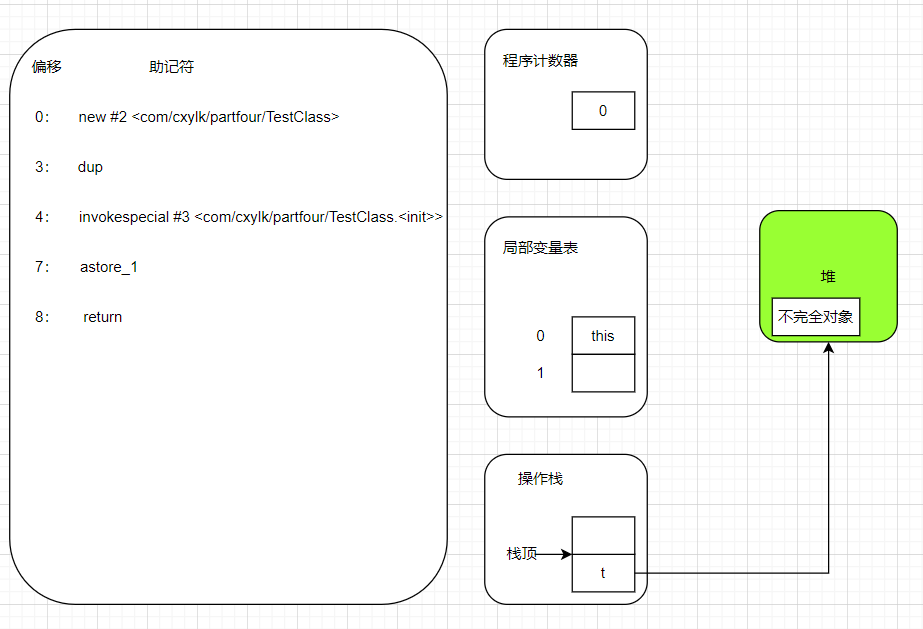 偏移 助记符
0: new #2 <com/cxylk/partfour/TestClass>
3: dup
4: invokespecial #3 <com/cxylk/partfour/TestClass.<init>>
7: astore_1
8: return
程序计数器
0
局部变量表
0 this
1
操作栈
栈顶
t
堆
不完全对象